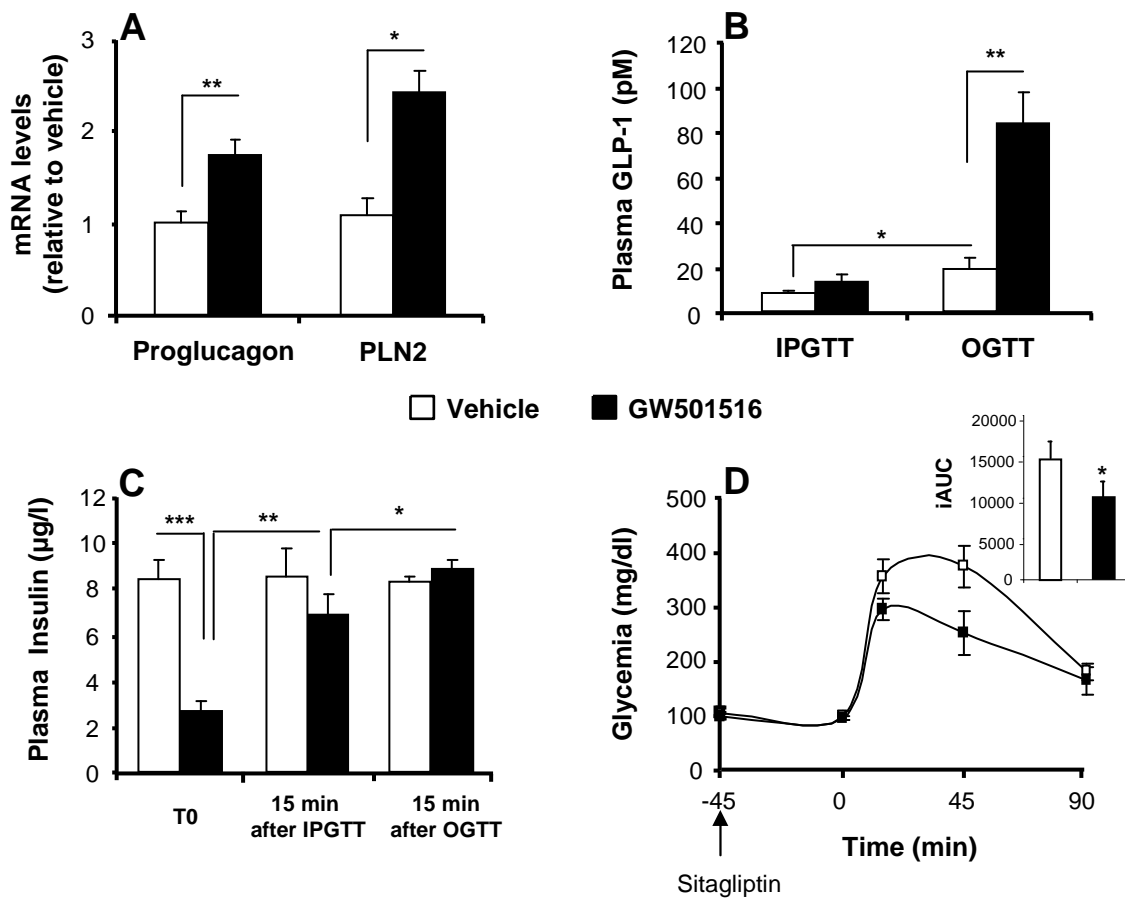 A
mRNA levels
(relative to vehicle)
3
2
1
0
**
*
Proglucagon
PLN2
B
Plasma GLP-1 (pM)
120
100
80
60
40
20
0
*
**
IPGTT
OGTT
Vehicle
GW501516
C
Plasma Insulin (µg/l)
12
10
8
6
4
2
0
***
**
*
T0
15 min
after IPGTT
15 min
after OGTT
D
Glycemia (mg/dl)
500
400
300
200
100
0
-45
0
45
90
Time (min)
Sitagliptin
iAUC
20000
15000
10000
5000
0
*